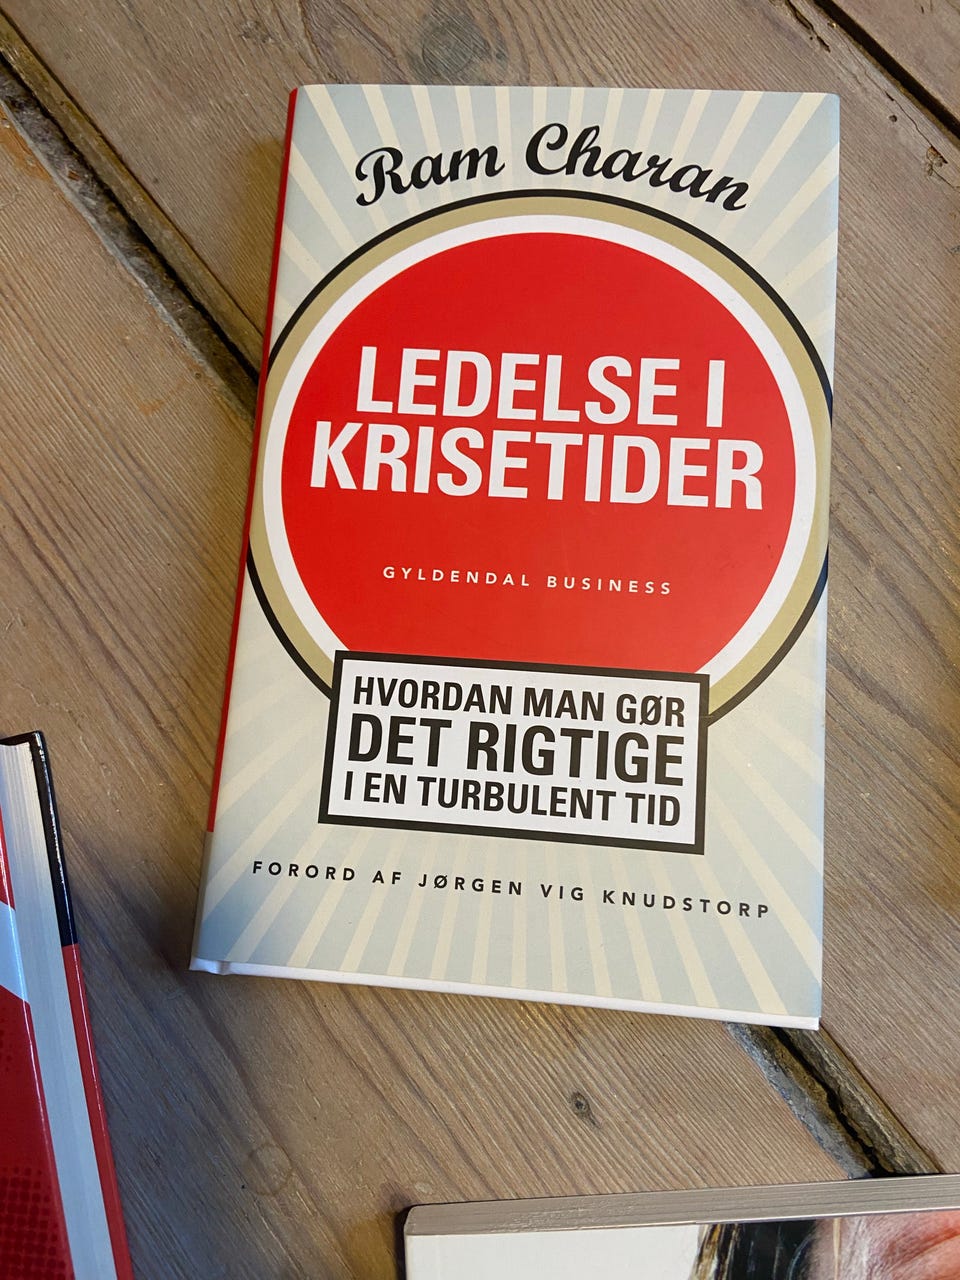 Ram Charan
LEDELSE I
KRISETIDER
GYLDENDAL BUSINESS
HVORDAN MAN GØR
DET RIGTIGE
I EN TURBULENT TID
FORORD AF JØRGEN VIG KNUDSTORP